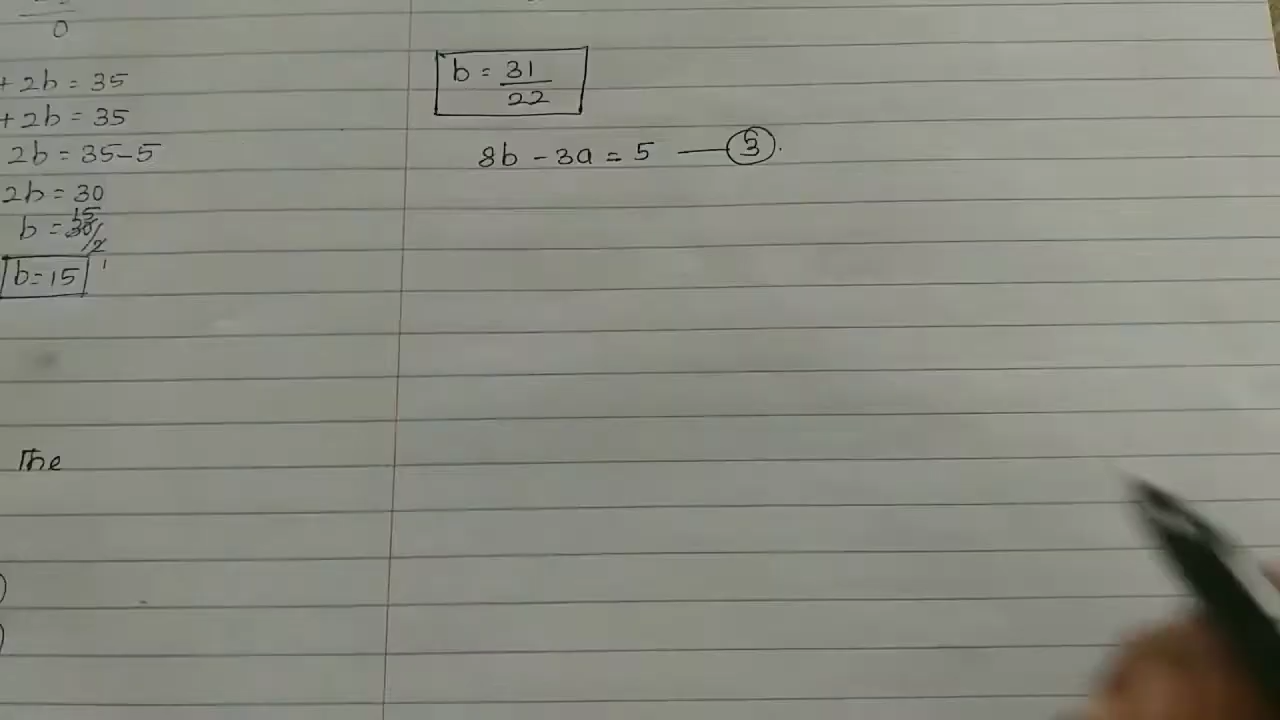 0
+ 2b = 35
+ 2b = 35
2b = 35-5
2b = 30
b = 30/2 15
b=15
The
)
)
b = 31/22
8b - 3a = 5 — 3.